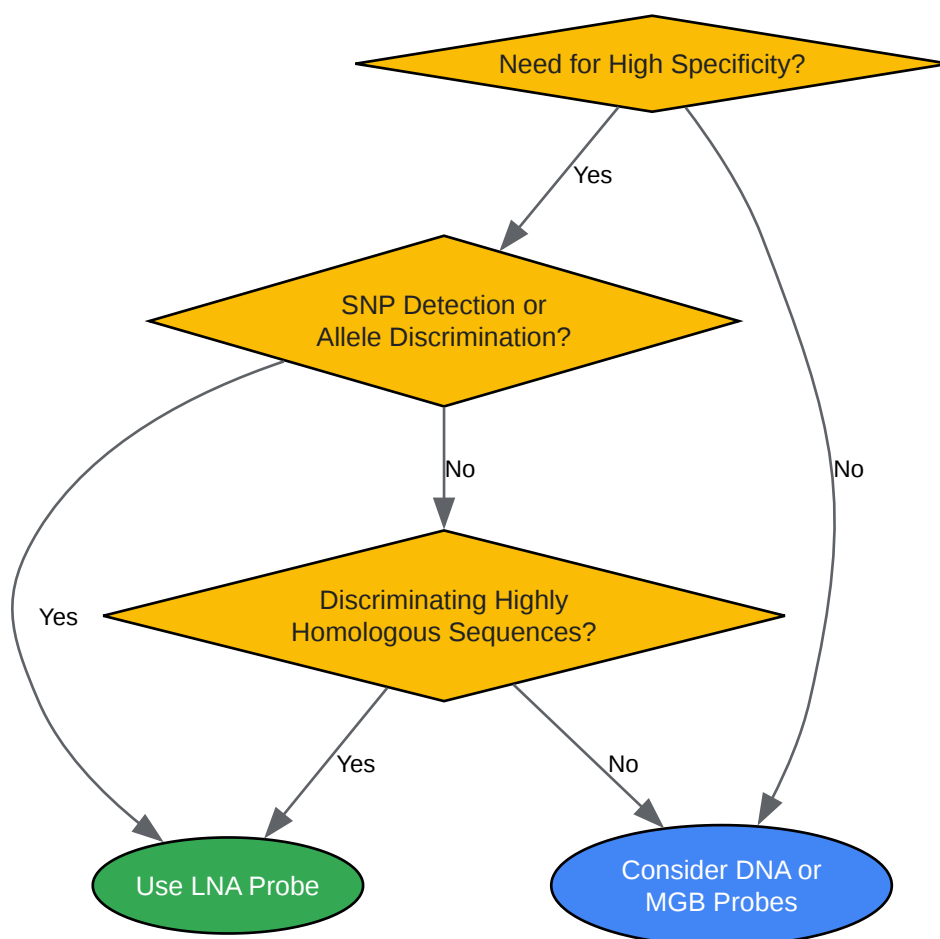 Need for High Specificity?
Yes
SNP Detection or
Allele Discrimination?
No
No
Discriminating Highly
Homologous Sequences?
Yes
Yes
No
Use LNA Probe
Consider DNA or
MGB Probes